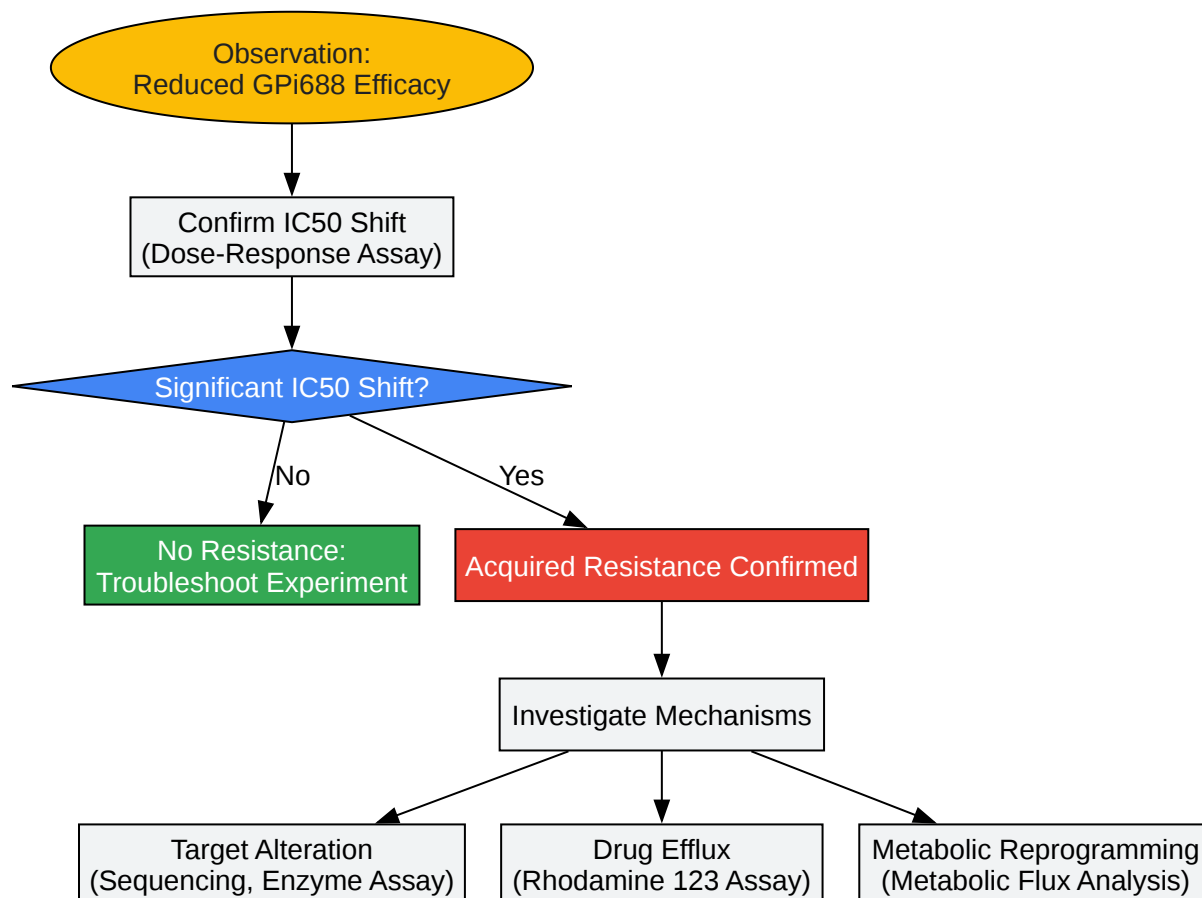 Observation:
Reduced GPi688 Efficacy
Confirm IC50 Shift
(Dose-Response Assay)
Significant IC50 Shift?
No
Yes
No Resistance:
Troubleshoot Experiment
Acquired Resistance Confirmed
Investigate Mechanisms
Target Alteration
(Sequencing, Enzyme Assay)
Drug Efflux
(Rhodamine 123 Assay)
Metabolic Reprogramming
(Metabolic Flux Analysis)